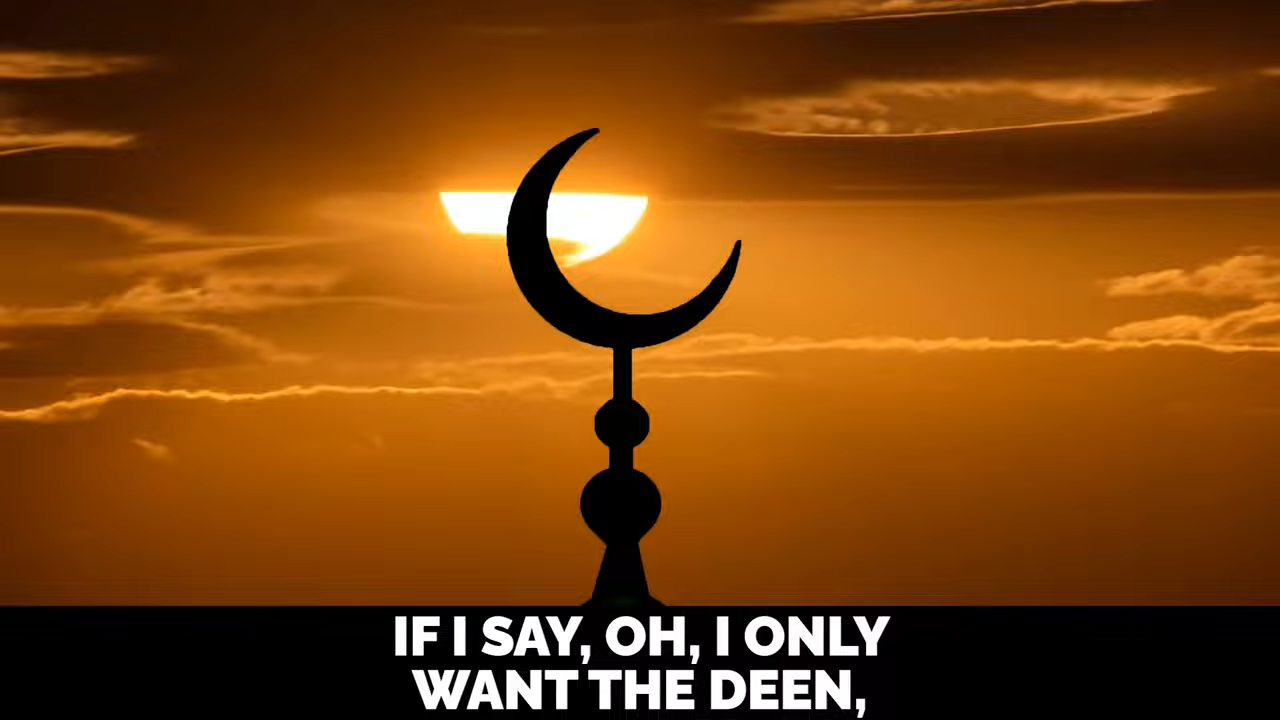 IF I SAY, OH, I ONLY
WANT THE DEEN,